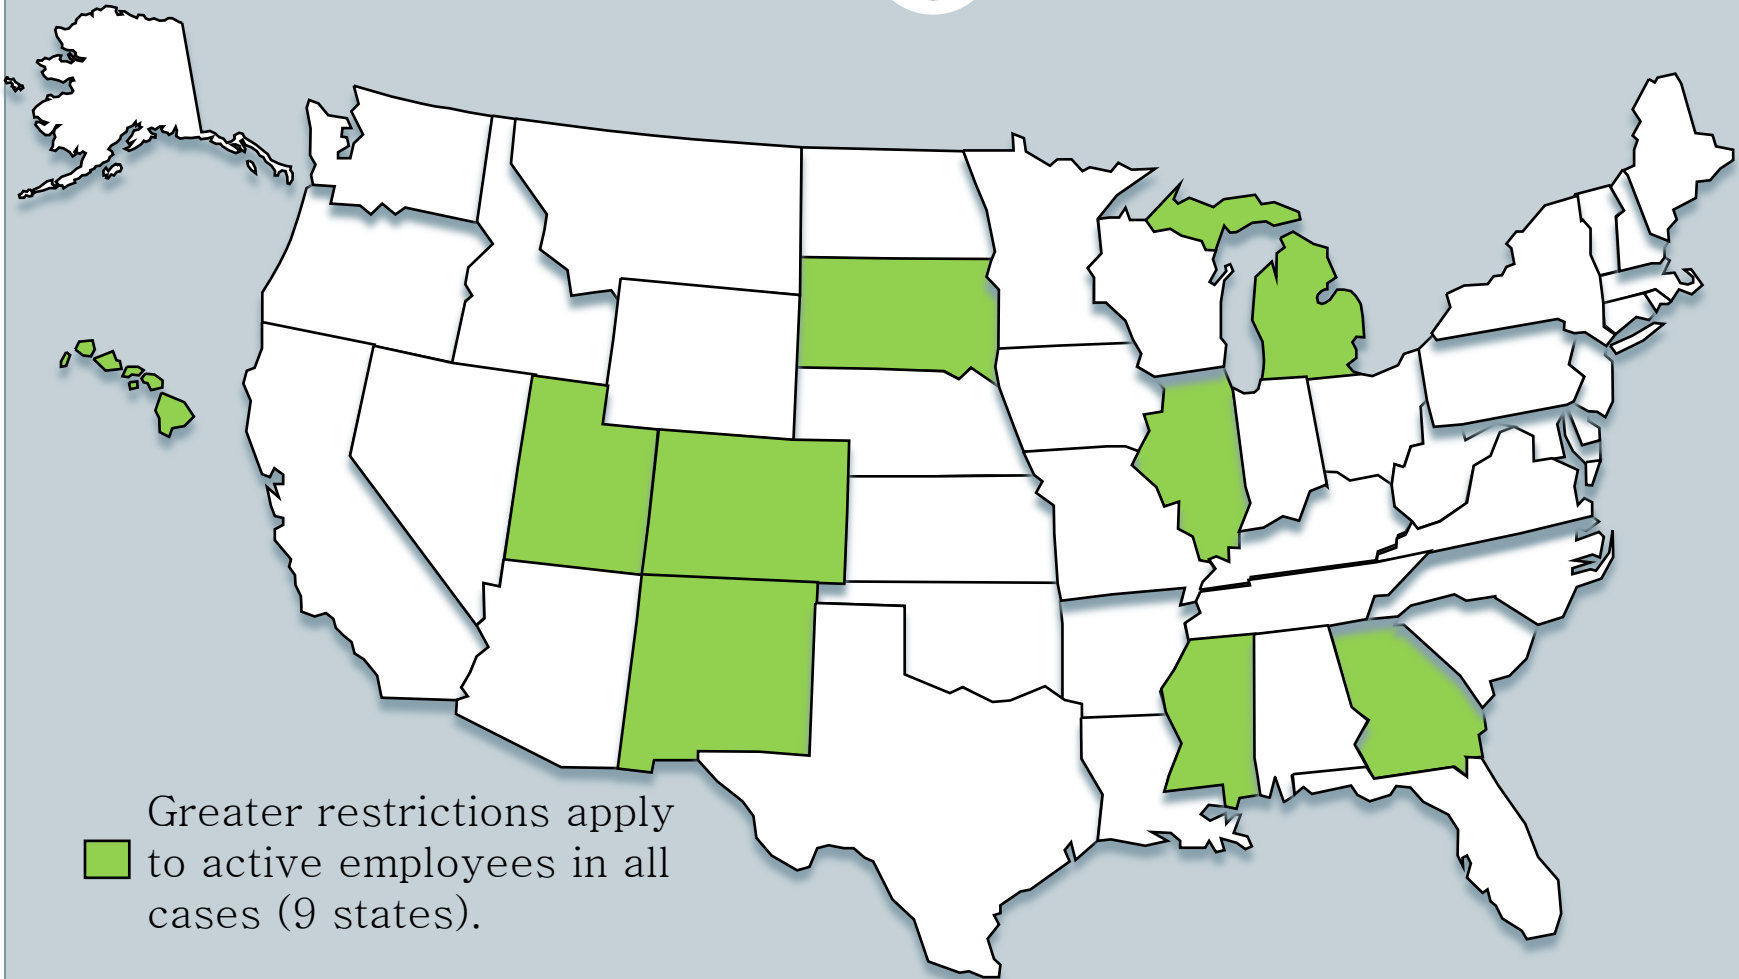 Greater restrictions apply
to active employees in all
cases (9 states).